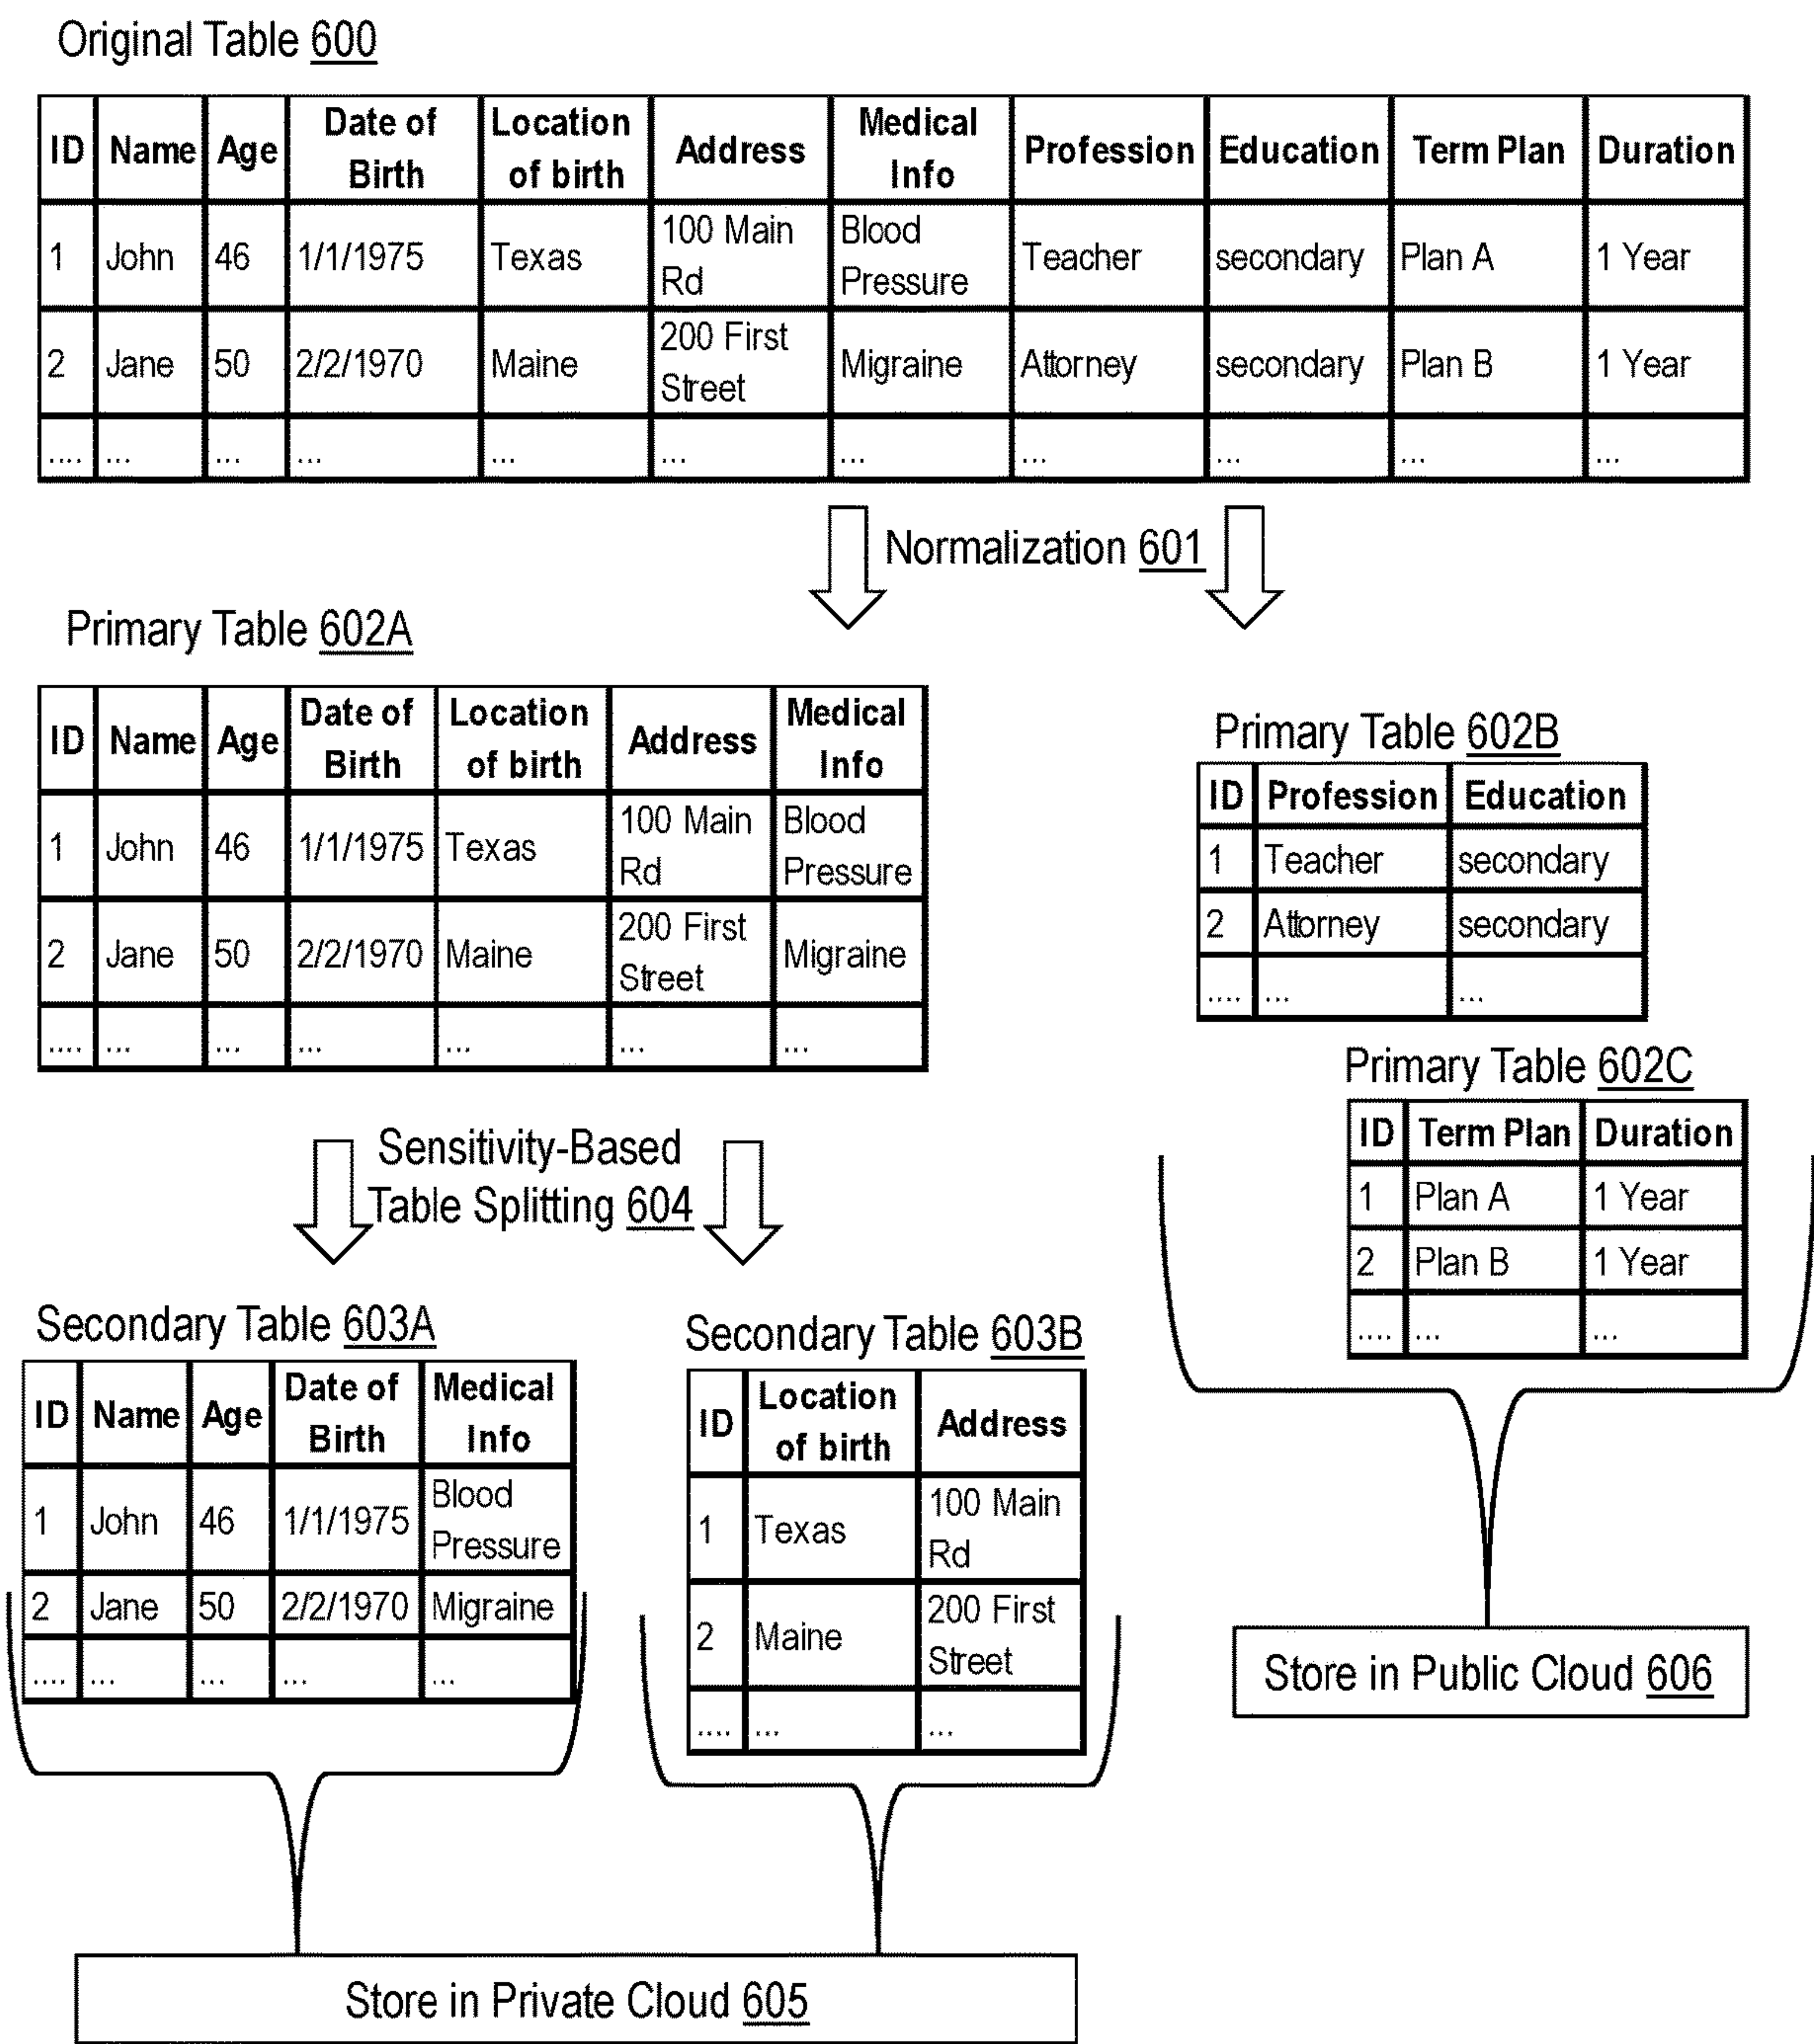 Original Table 600
ID Name Age Date of Birth Location of birth Address Medical Info Profession Education Term Plan Duration
1 John 46 1/1/1975 Texas 100 Main Rd Blood Pressure Teacher secondary Plan A 1 Year
2 Jane 50 2/2/1970 Maine 200 First Street Migraine Attorney secondary Plan B 1 Year
.... ... ... ... ... ... ... ... ... ... ...
Normalization 601
Primary Table 602A
ID Name Age Date of Birth Location of birth Address Medical Info
1 John 46 1/1/1975 Texas 100 Main Rd Blood Pressure
2 Jane 50 2/2/1970 Maine 200 First Street Migraine
.... ... ... ... ... ... ...
Primary Table 602B
ID Profession Education
1 Teacher secondary
2 Attorney secondary
.... ... ...
Primary Table 602C
ID Term Plan Duration
1 Plan A 1 Year
2 Plan B 1 Year
.... ... ...
Sensitivity-Based
Table Splitting 604
Secondary Table 603A
ID Name Age Date of Birth Medical Info
1 John 46 1/1/1975 Blood Pressure
2 Jane 50 2/2/1970 Migraine
.... ... ... ... ...
Secondary Table 603B
ID Location of birth Address
1 Texas 100 Main Rd
2 Maine 200 First Street
.... ... ...
Store in Public Cloud 606
Store in Private Cloud 605